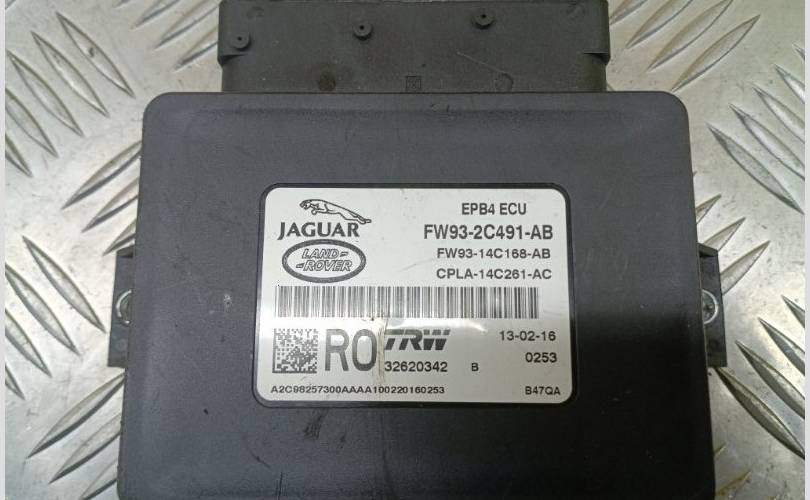 JAGUAR
LAND-
-ROVER
EPB4 ECU
FW93-2C491-AB
FW93-14C168-AB
CPLA-14C261-AC
RO
TRW
32620342 B
13-02-16
0253
A2C98257300AAAA100220160253
B47QA